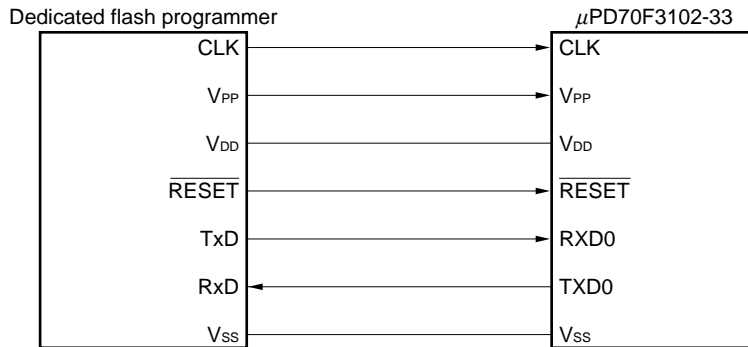 Dedicated flash programmer μPD70F3102-33
CLK CLK
VPP VPP
VDD VDD
RESET RESET
TxD RXD0
RxD TXD0
VSS VSS